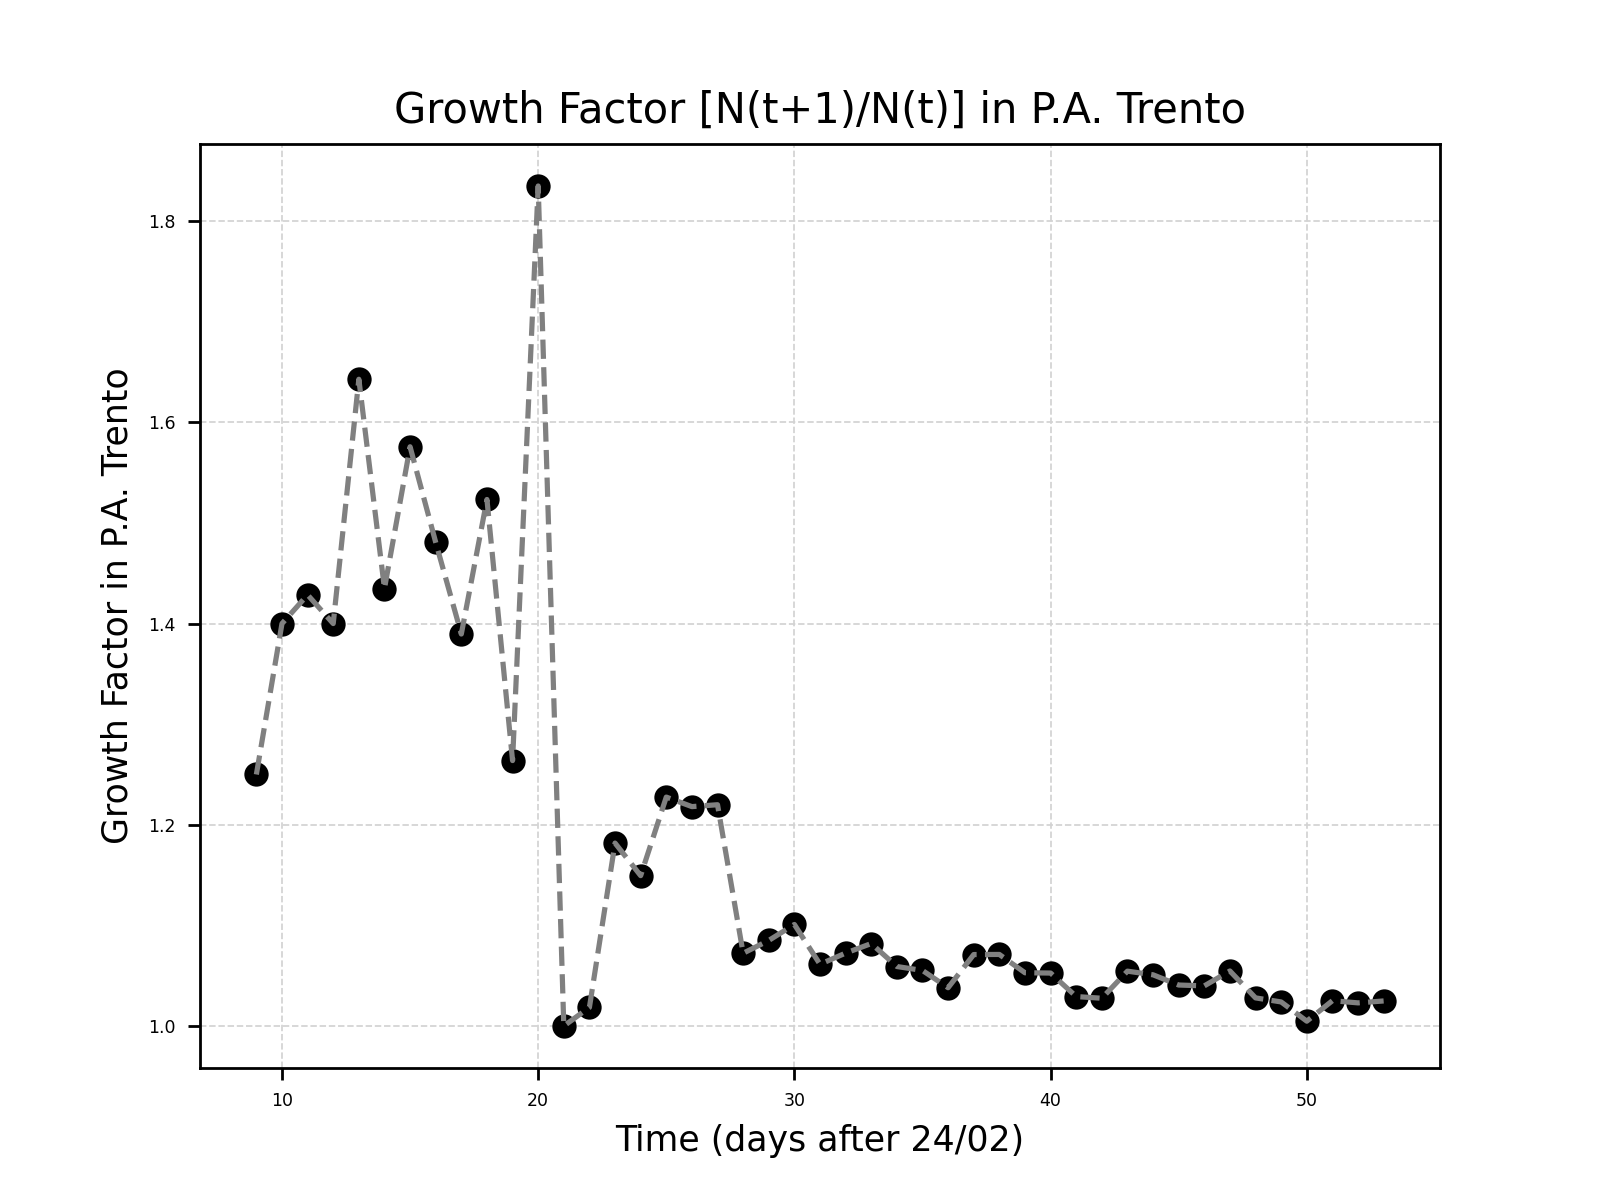 Growth Factor [N(t+1)/N(t)] in P.A. Trento
Growth Factor in P.A. Trento
1.8
1.6
1.4
1.2
1.0
10 20 30 40 50
Time (days after 24/02)